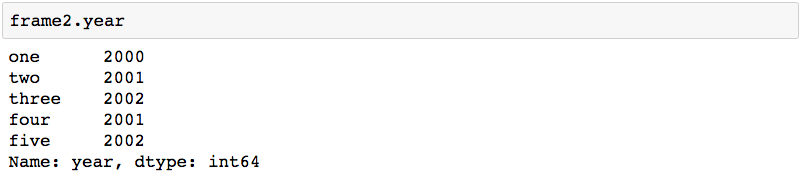 frame2.year
one      2000
two      2001
three    2002
four     2001
five     2002
Name: year, dtype: int64